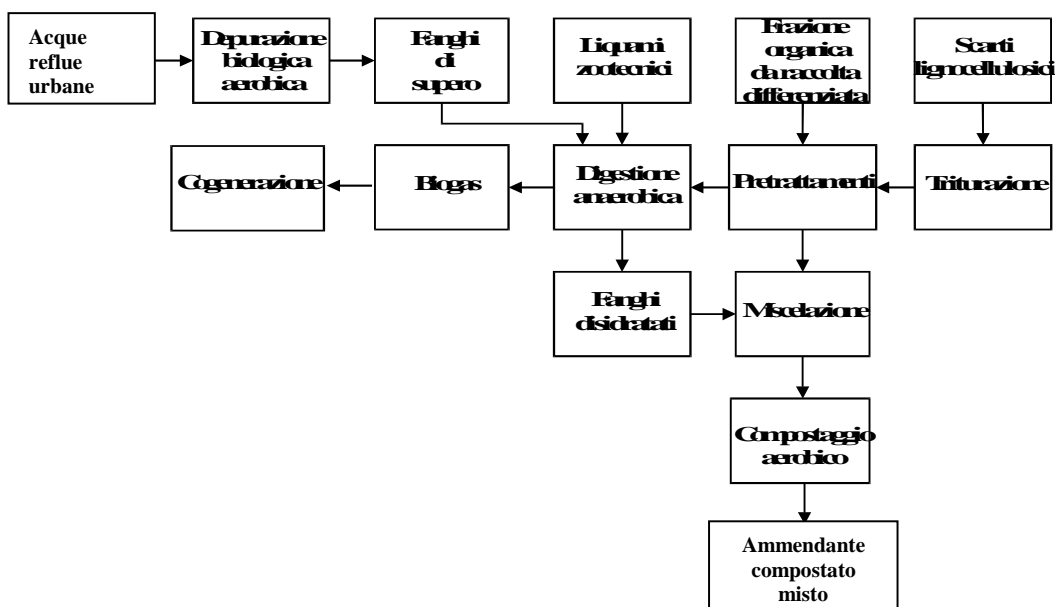 Acque
reflue
urbane
Depurazione
biologica
aerobica
Fanghi
di
supero
Liquami
zootecnici
Frazione
organica
da raccolta
differenziata
Scarti
lignocellulosici
Cogenerazione
Biogas
Digestione
anaerobica
Pretrattamenti
Triturazione
Fanghi
disidratati
Miscelazione
Compostaggio
aerobico
Ammendante
compostato
misto